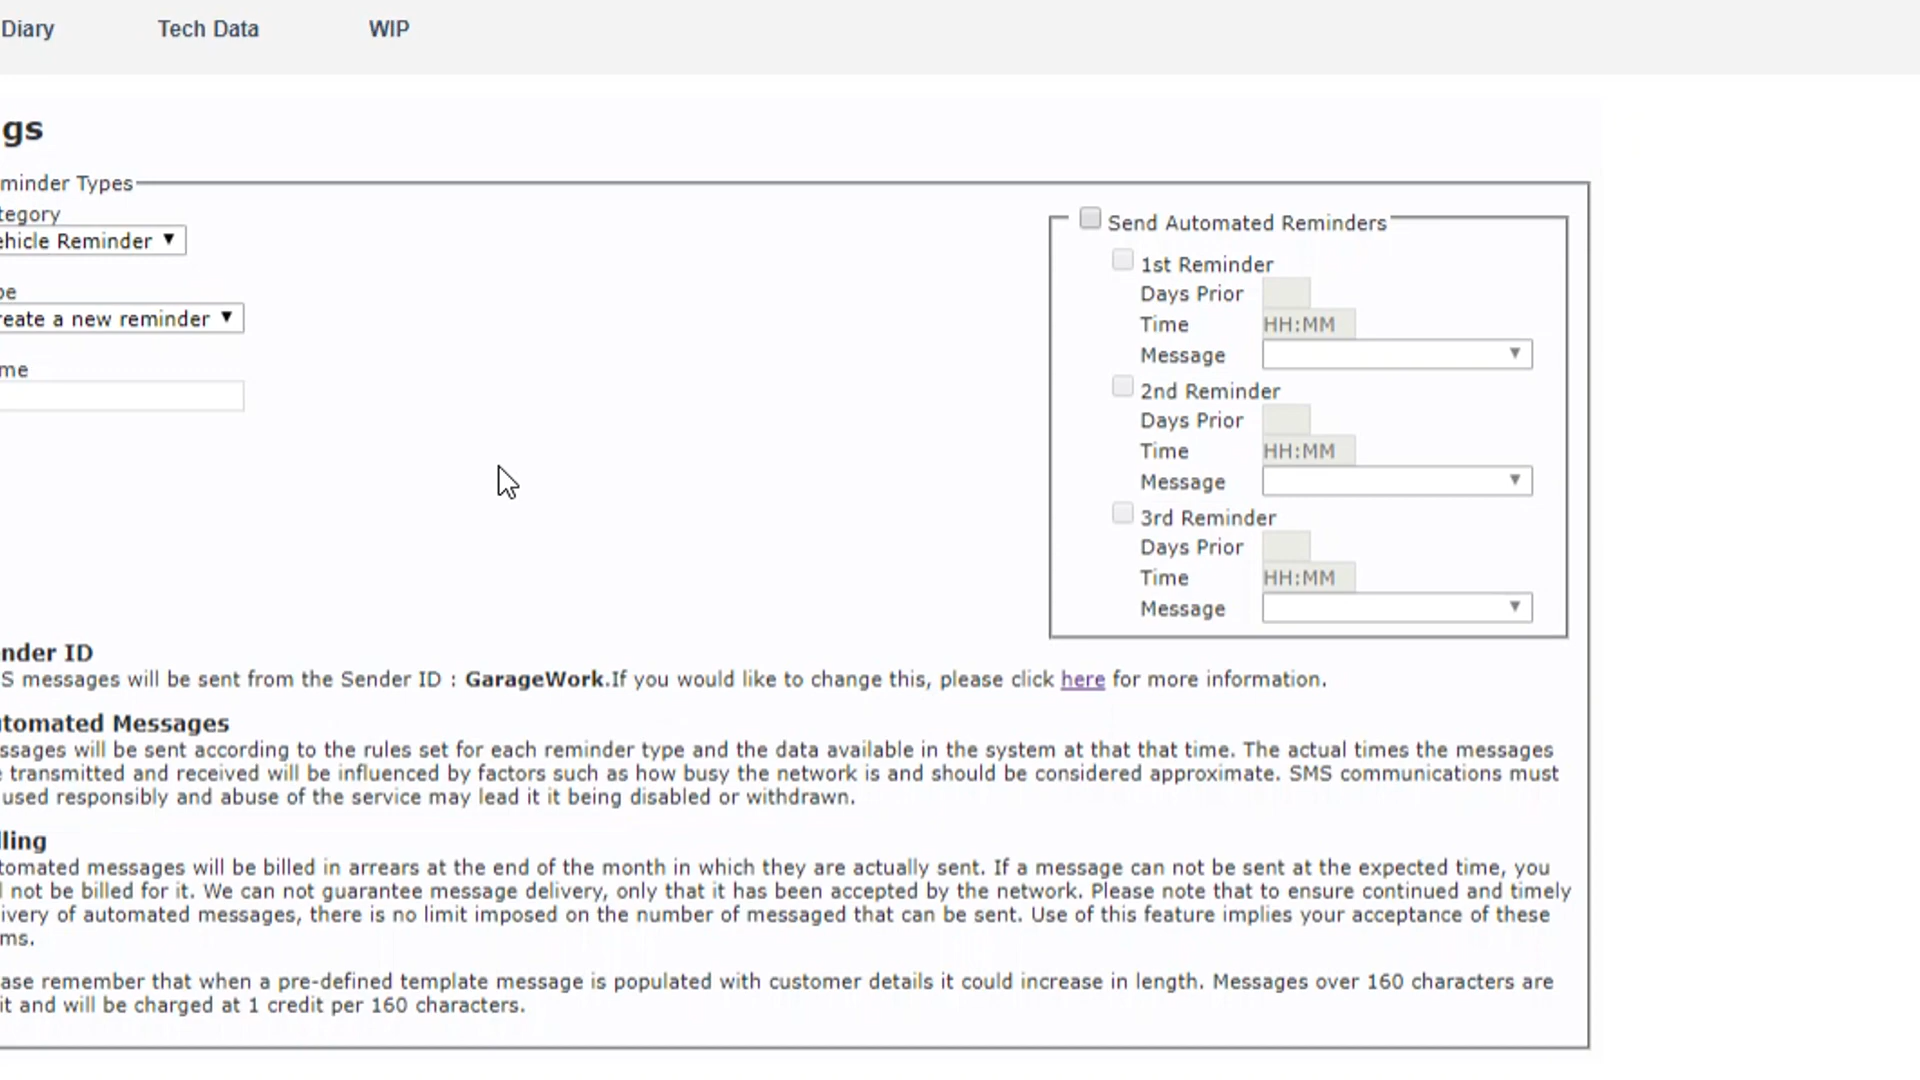 Diary Tech Data WIP
gs
minder Types
tegory
ehicle Reminder
pe
reate a new reminder
me
Send Automated Reminders
1st Reminder
Days Prior
Time HH:MM
Message
2nd Reminder
Days Prior
Time HH:MM
Message
3rd Reminder
Days Prior
Time HH:MM
Message
nder ID
S messages will be sent from the Sender ID : GarageWork.If you would like to change this, please click here for more information.
tomated Messages
ssages will be sent according to the rules set for each reminder type and the data available in the system at that that time. The actual times the messages
e transmitted and received will be influenced by factors such as how busy the network is and should be considered approximate. SMS communications must
used responsibly and abuse of the service may lead it it being disabled or withdrawn.
lling
tomated messages will be billed in arrears at the end of the month in which they are actually sent. If a message can not be sent at the expected time, you
l not be billed for it. We can not guarantee message delivery, only that it has been accepted by the network. Please note that to ensure continued and timely
ivery of automated messages, there is no limit imposed on the number of messaged that can be sent. Use of this feature implies your acceptance of these
ms.
ase remember that when a pre-defined template message is populated with customer details it could increase in length. Messages over 160 characters are
it and will be charged at 1 credit per 160 characters.